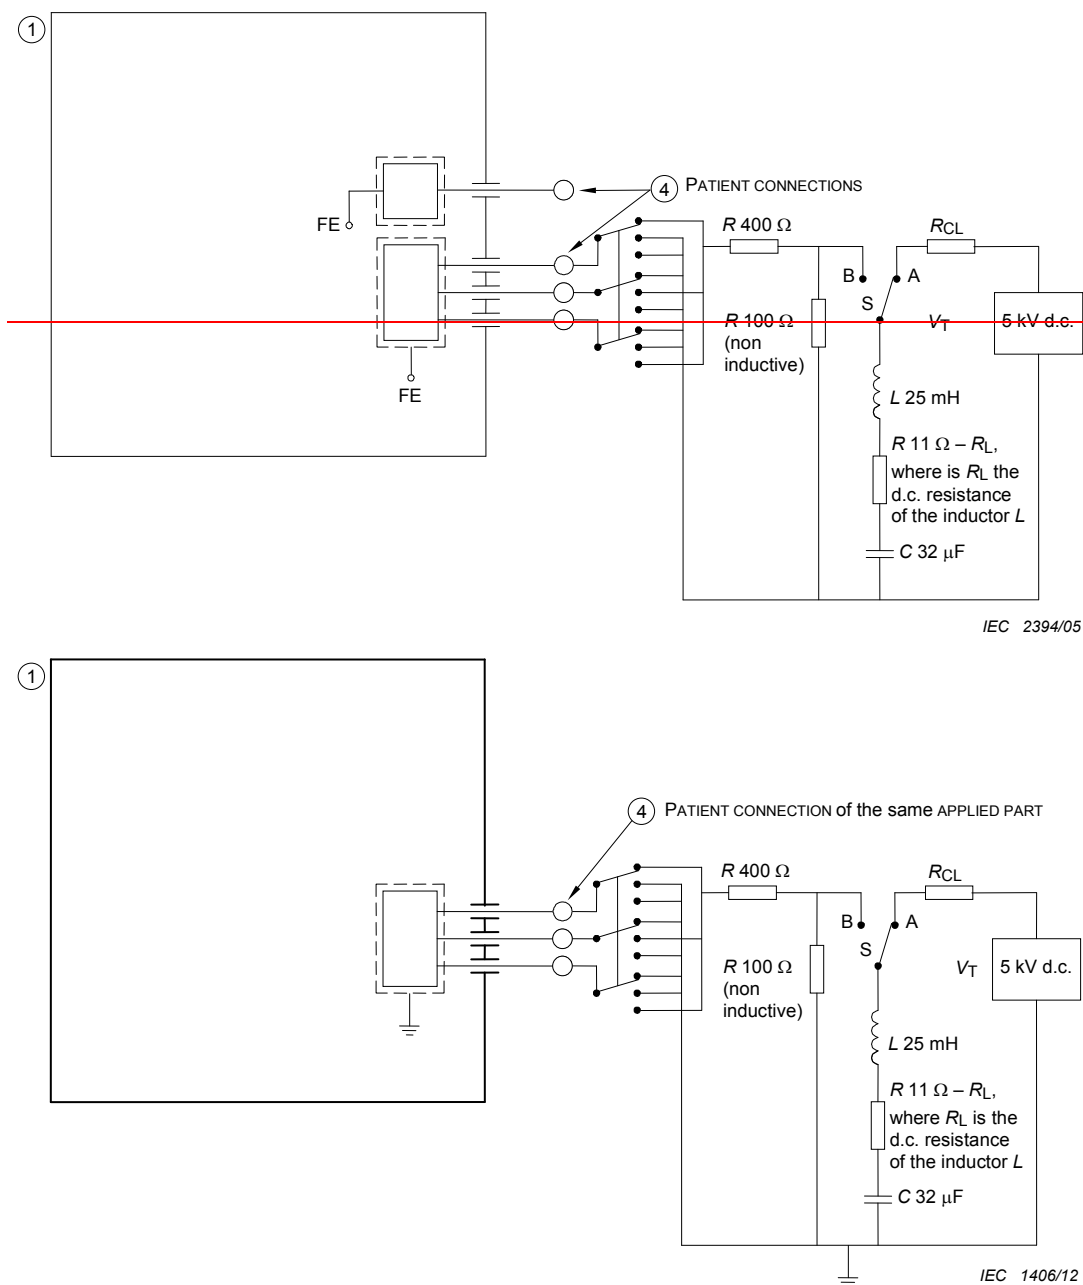 1
4 PATIENT CONNECTIONS
FE
R 400 Ω
RCL
B
A
S
R 100 Ω
(non
inductive)
VT
5 kV d.c.
FE
L 25 mH
R 11 Ω – RL,
where is RL the
d.c. resistance
of the inductor L
C 32 µF
IEC 2394/05
1
4 PATIENT CONNECTION of the same APPLIED PART
R 400 Ω
RCL
B
A
S
R 100 Ω
(non
inductive)
VT
5 kV d.c.
L 25 mH
R 11 Ω – RL,
where RL is the
d.c. resistance
of the inductor L
C 32 µF
IEC 1406/12